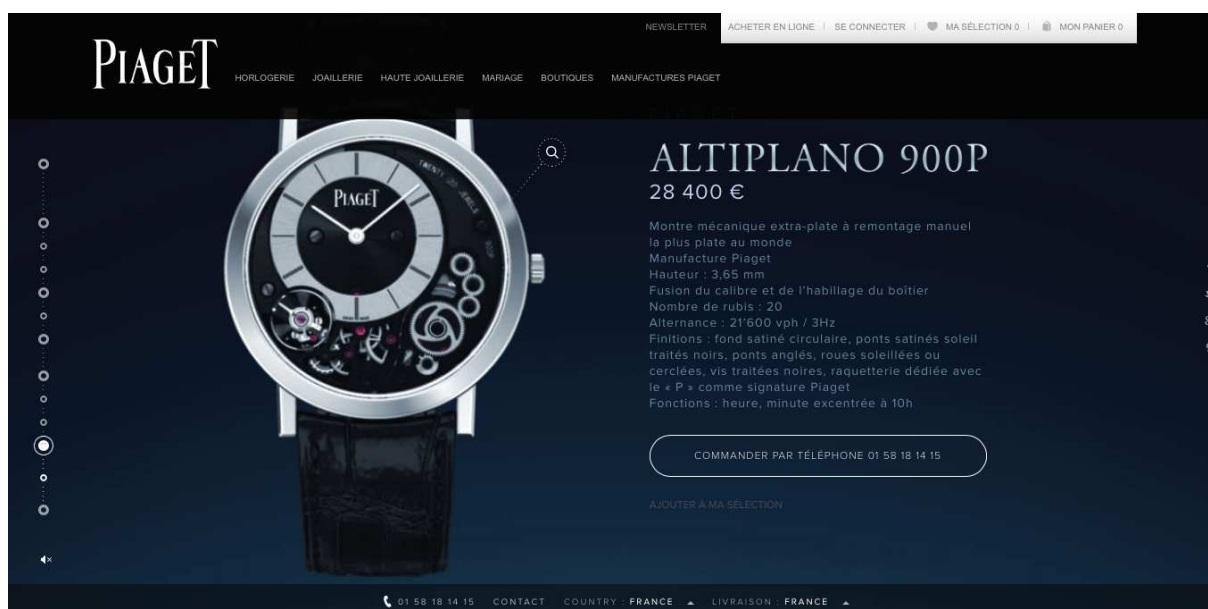 NEWSLETTER ACHETER EN LIGNE SE CONNECTER MA SÉLECTION 0 MON PANIER 0
PIAGET
HORLOGERIE JOAILLERIE HAUTE JOAILLERIE MARIAGE BOUTIQUES MANUFACTURES PIAGET
TWENTY-20 JEWELS
PIAGET
ALTIPLANO 900P
28 400 €
Montre mécanique extra-plate à remontage manuel
la plus plate au monde
Manufacture Piaget
Hauteur : 3,65 mm
Fusion du calibre et de l'habillage du boîtier
Nombre de rubis : 20
Alternance : 21'600 vph / 3Hz
Finitions : fond satiné circulaire, ponts satinés soleil
traités noirs, ponts anglés, roues soleillées ou
cerclées, vis traitées noires, raquetterie dédiée avec
le « P » comme signature Piaget
Fonctions : heure, minute excentrée à 10h
COMMANDER PAR TÉLÉPHONE 01 58 18 14 15
AJOUTER À MA SÉLECTION
01 58 18 14 15 CONTACT COUNTRY : FRANCE LIVRAISON : FRANCE